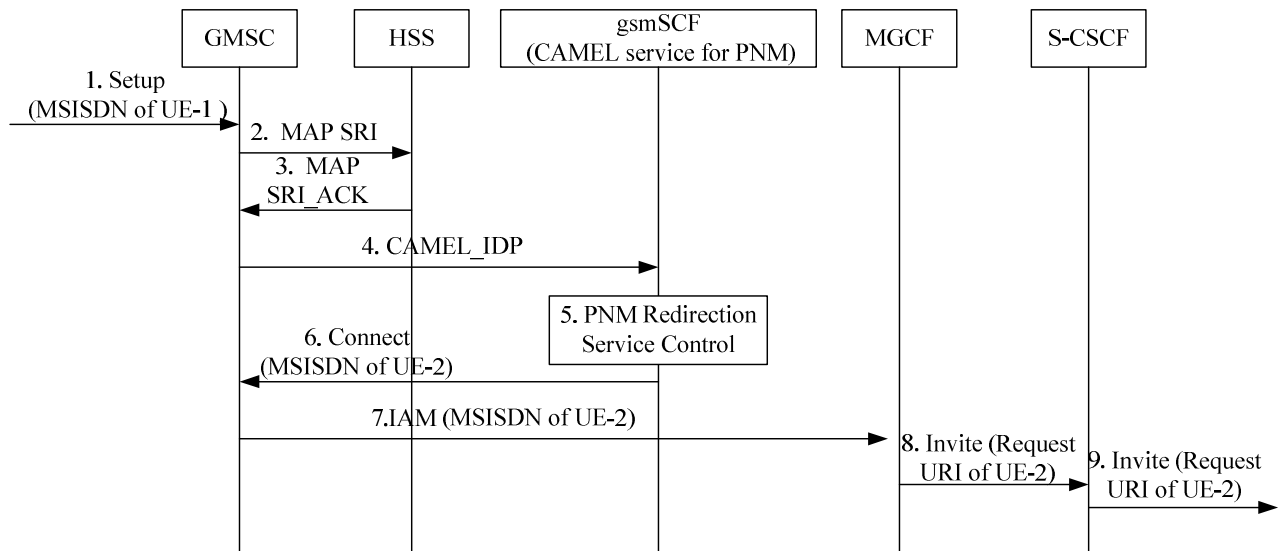 GMSC
HSS
gsmSCF
(CAMEL service for PNM)
MGCF
S-CSCF
1. Setup
(MSISDN of UE-1 )
2. MAP SRI
3. MAP
SRI_ACK
4. CAMEL_IDP
5. PNM Redirection
Service Control
6. Connect
(MSISDN of UE-2)
7.IAM (MSISDN of UE-2)
8. Invite (Request
URI of UE-2)
9. Invite (Request
URI of UE-2)